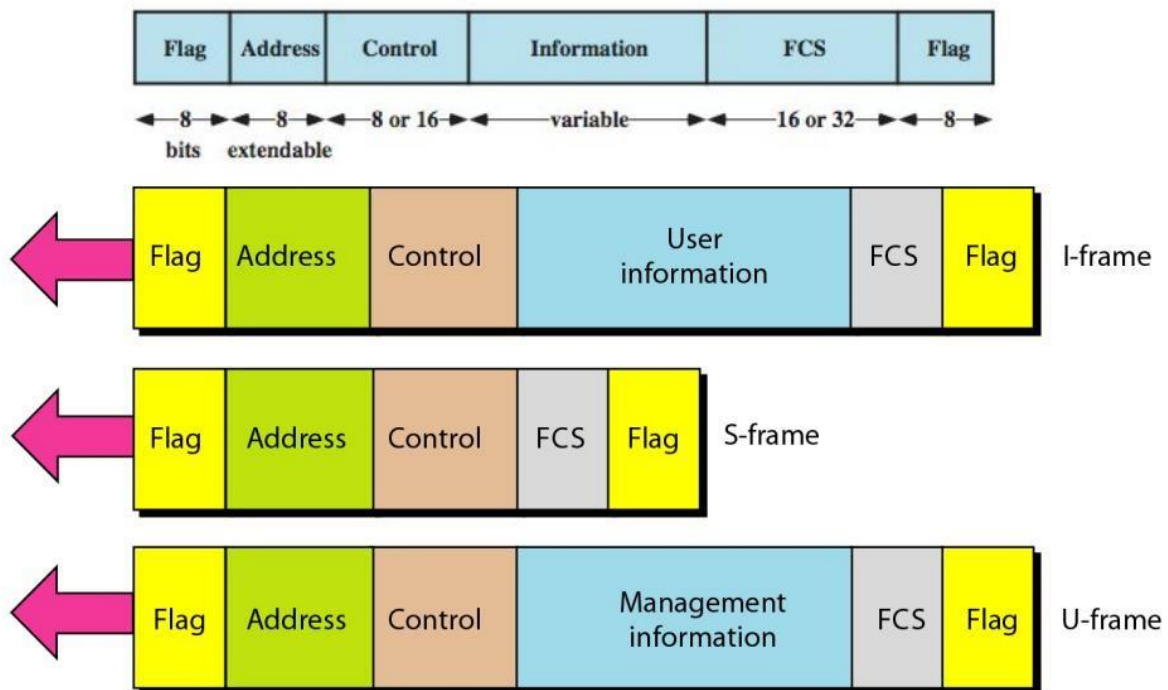 Flag Address Control Information FCS Flag
8 8 8 or 16 variable 16 or 32 8
bits extendable
Flag Address Control User information FCS Flag I-frame
Flag Address Control FCS Flag S-frame
Flag Address Control Management information FCS Flag U-frame